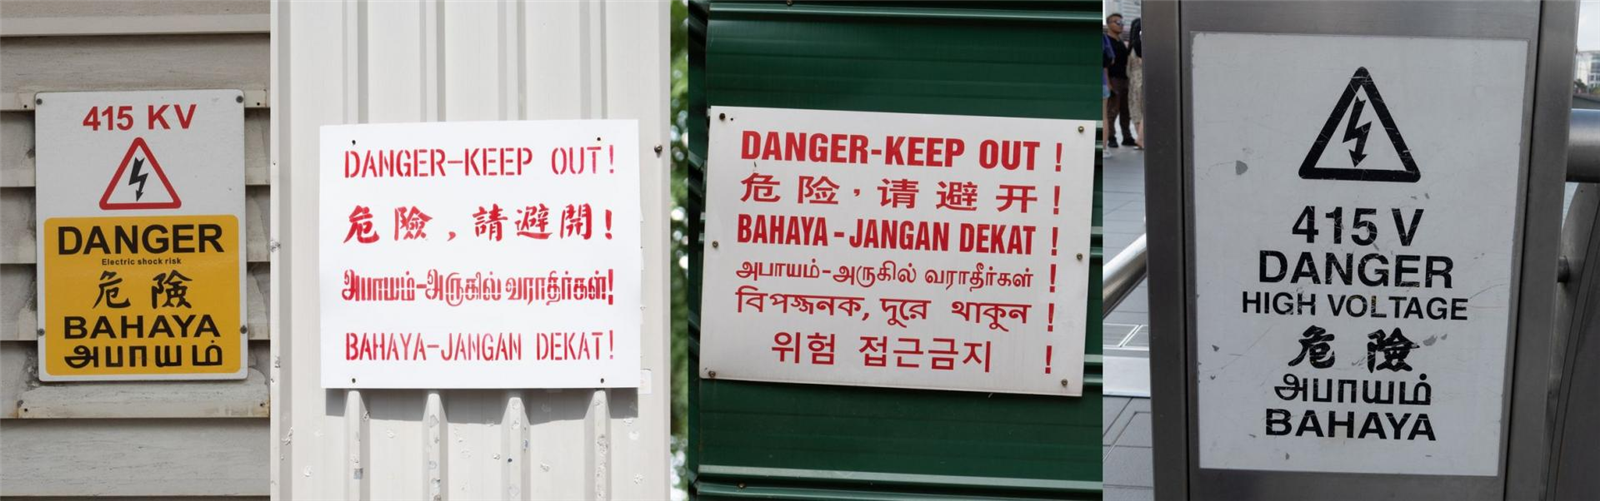 415 KV
DANGER
Electric shock risk
危險
BAHAYA
அபாயம்
DANGER-KEEP OUT!
危險，請避開!
அபாயம்-அருகில் வராதீர்கள்!
BAHAYA-JANGAN DEKAT!
DANGER-KEEP OUT !
危险，请避开!
BAHAYA-JANGAN DEKAT !
அபாயம்-அருகில் வராதீர்கள் !
বিপজ্জনক, দুরে থাকুন !
위험 접근금지 !
415 V
DANGER
HIGH VOLTAGE
危險
அபாயம்
BAHAYA